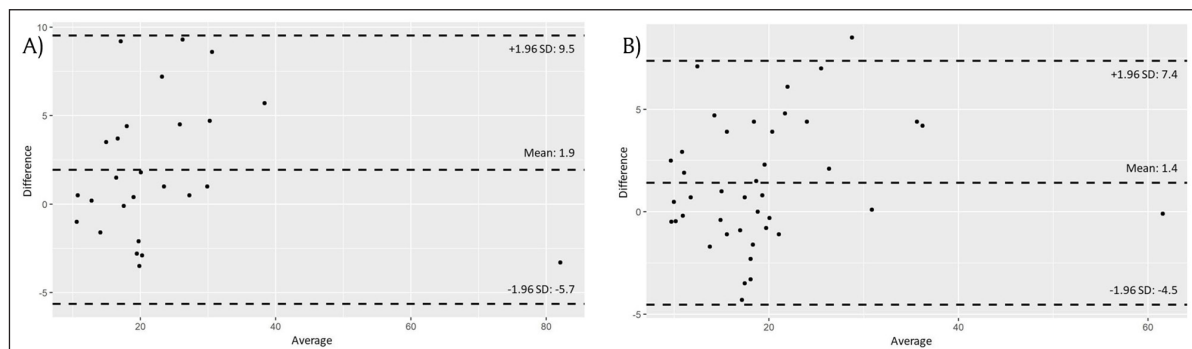 A)
10
5
0
-5
Difference
+1.96 SD: 9.5
Mean: 1.9
-1.96 SD: -5.7
20
40
60
80
Average
B)
5
0
-5
Difference
+1.96 SD: 7.4
Mean: 1.4
-1.96 SD: -4.5
20
40
60
Average